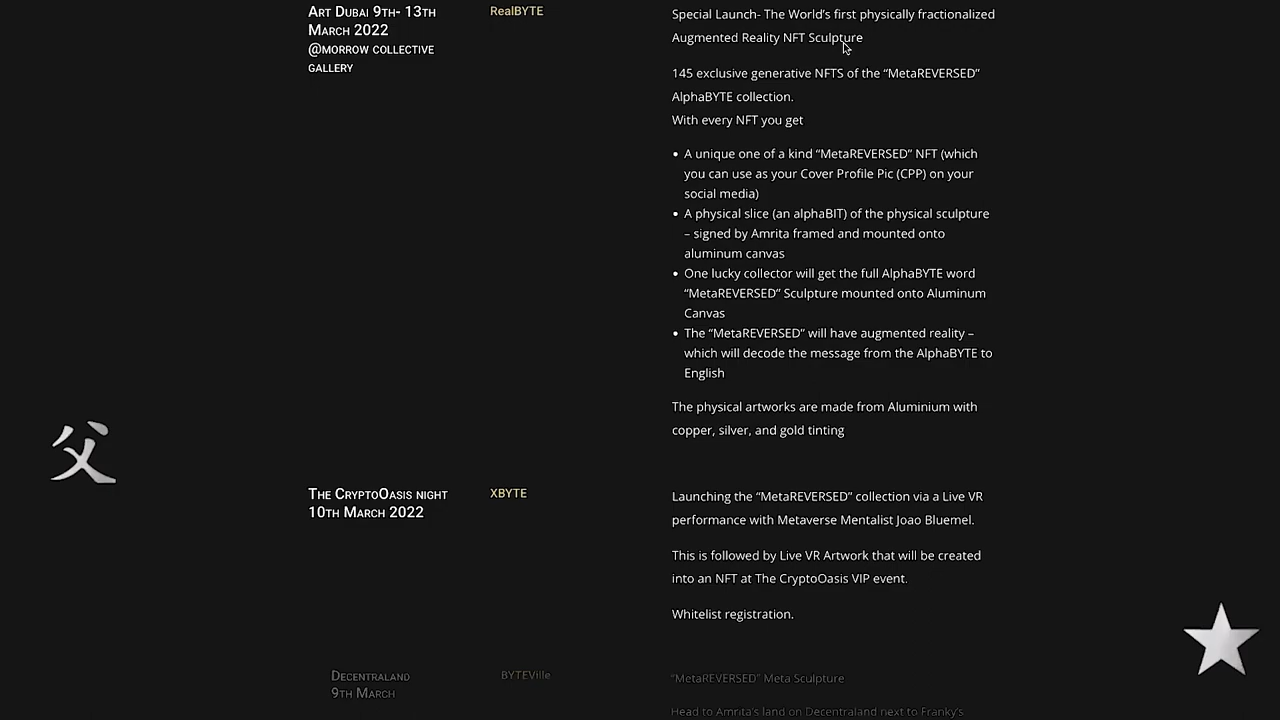 Art Dubai 9th- 13th
March 2022
@morrow collective
gallery
RealBYTE
Special Launch- The World's first physically fractionalized
Augmented Reality NFT Sculpture
145 exclusive generative NFTS of the “MetaREVERSED”
AlphaBYTE collection.
With every NFT you get
• A unique one of a kind “MetaREVERSED” NFT (which
you can use as your Cover Profile Pic (CPP) on your
social media)
• A physical slice (an alphaBIT) of the physical sculpture
– signed by Amrita framed and mounted onto
aluminum canvas
• One lucky collector will get the full AlphaBYTE word
“MetaREVERSED” Sculpture mounted onto Aluminum
Canvas
• The “MetaREVERSED” will have augmented reality –
which will decode the message from the AlphaBYTE to
English
The physical artworks are made from Aluminium with
copper, silver, and gold tinting
父
The CryptoOasis night
10th March 2022
XBYTE
Launching the “MetaREVERSED” collection via a Live VR
performance with Metaverse Mentalist Joao Bluemel.
This is followed by Live VR Artwork that will be created
into an NFT at The CryptoOasis VIP event.
Whitelist registration.
Decentraland
9th March
BYTEVille
“MetaREVERSED” Meta Sculpture
Head to Amrita's land on Decentraland next to Franky's